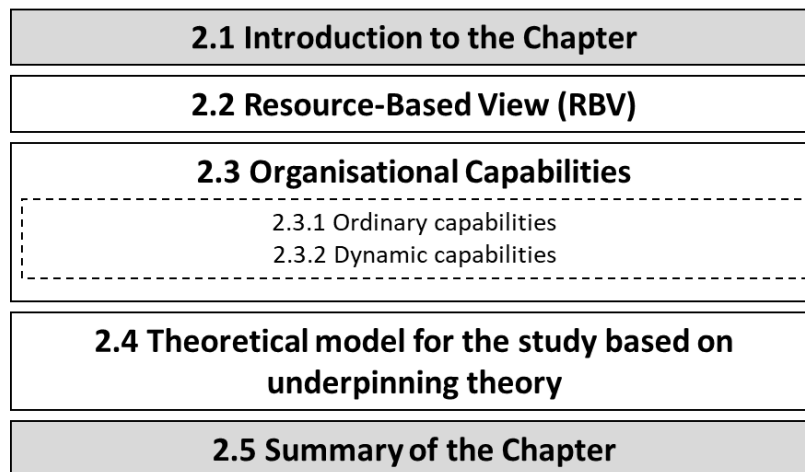 2.1 Introduction to the Chapter
2.2 Resource-Based View (RBV)
2.3 Organisational Capabilities
2.3.1 Ordinary capabilities
2.3.2 Dynamic capabilities
2.4 Theoretical model for the study based on
underpinning theory
2.5 Summary of the Chapter